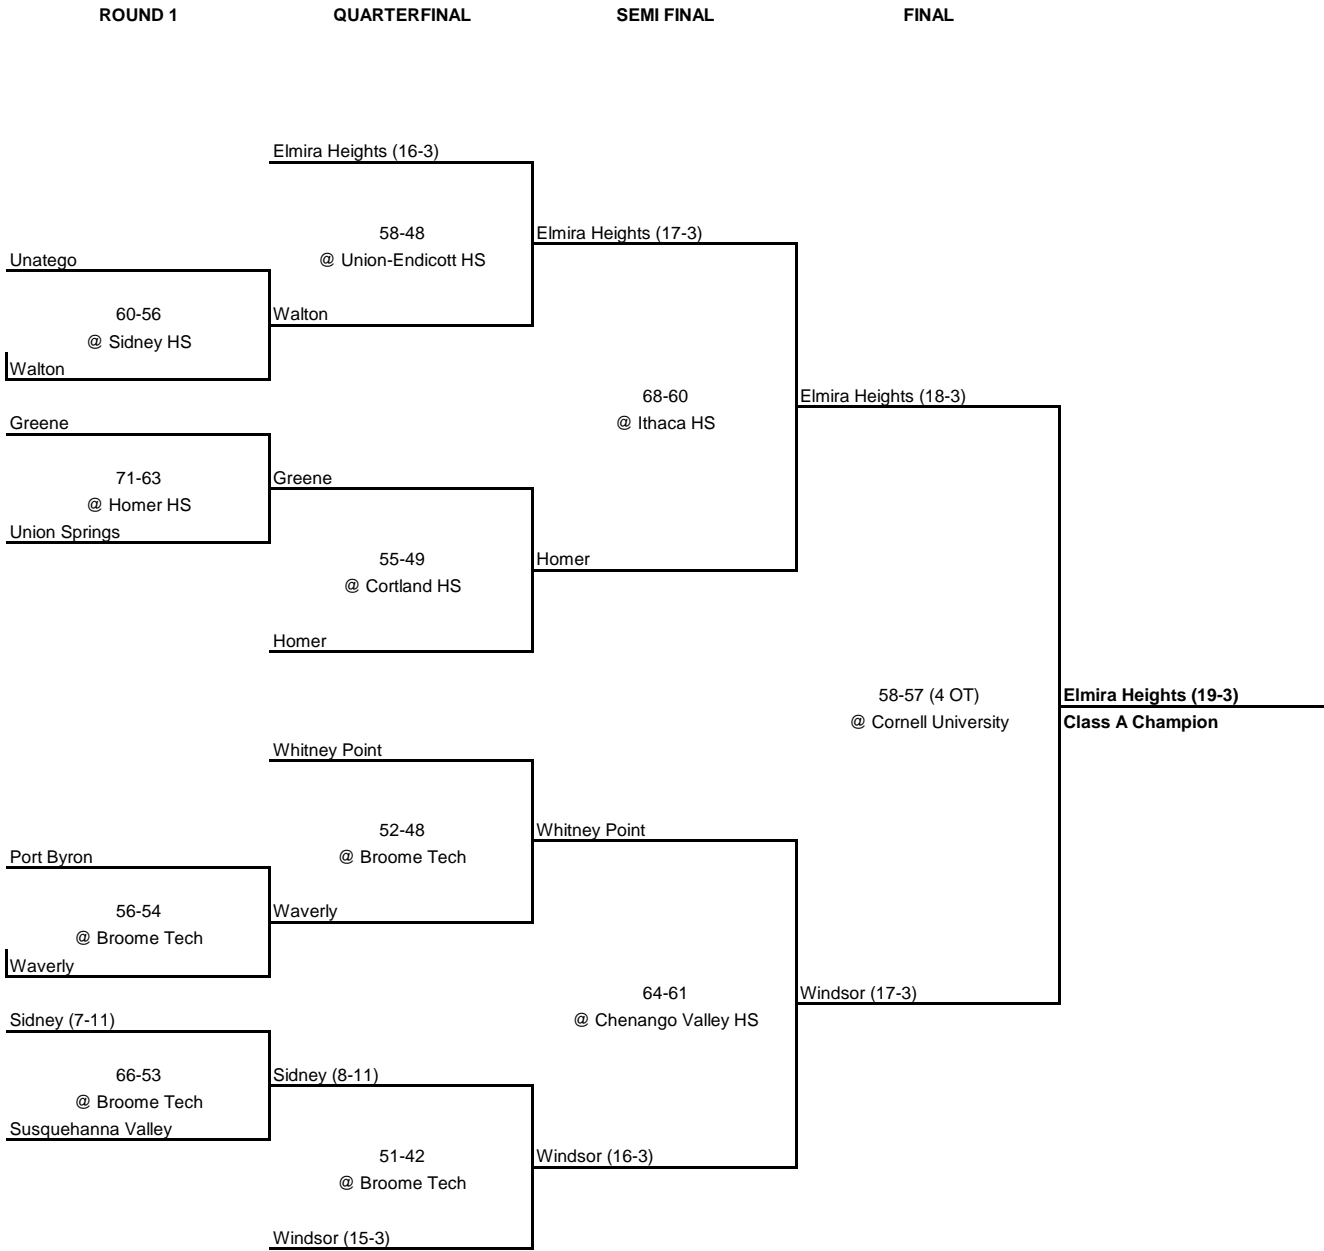 ROUND 1 QUARTERFINAL SEMI FINAL FINAL
Elmira Heights (16-3)
58-48 Elmira Heights (17-3)
Unatego @ Union-Endicott HS
60-56 Walton
@ Sidney HS
Walton
68-60 Elmira Heights (18-3)
Greene @ Ithaca HS
71-63 Greene
@ Homer HS
Union Springs
55-49 Homer
@ Cortland HS
Homer
58-57 (4 OT) Elmira Heights (19-3)
@ Cornell University Class A Champion
Whitney Point
52-48 Whitney Point
Port Byron @ Broome Tech
56-54 Waverly
@ Broome Tech
Waverly
64-61 Windsor (17-3)
Sidney (7-11) @ Chenango Valley HS
66-53 Sidney (8-11)
@ Broome Tech
Susquehanna Valley
51-42 Windsor (16-3)
@ Broome Tech
Windsor (15-3)